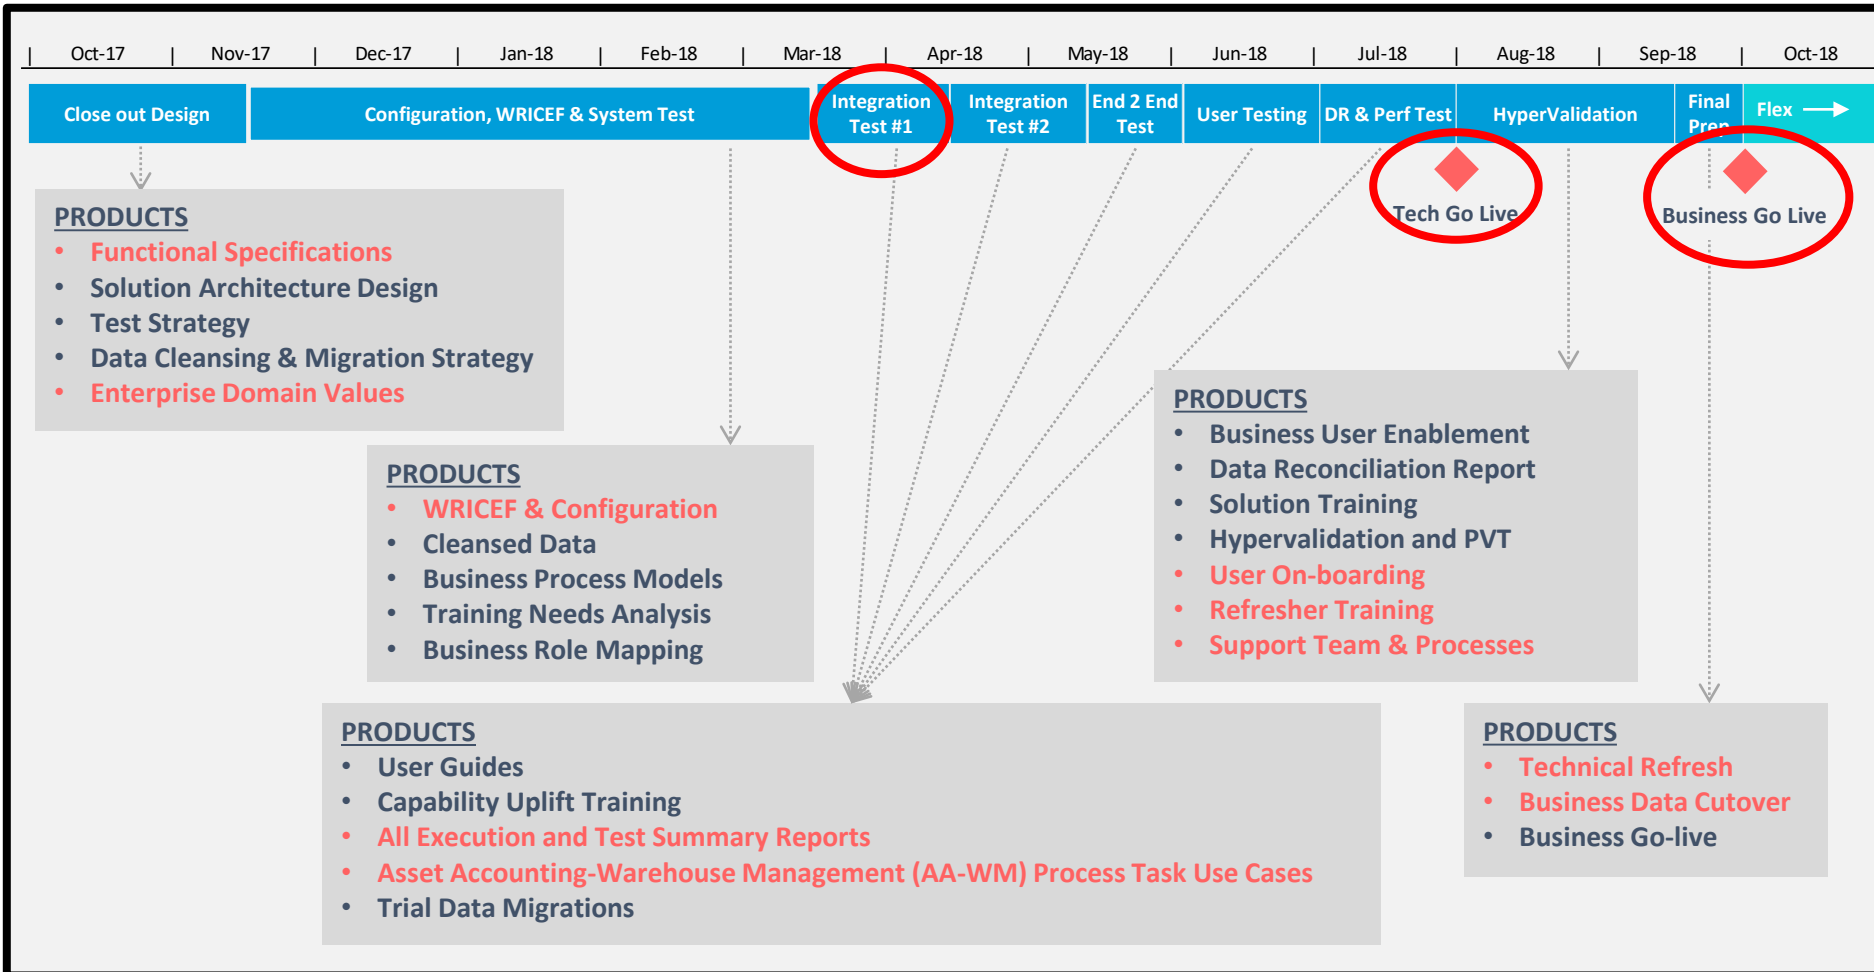 Oct-17 Nov-17 Dec-17 Jan-18 Feb-18 Mar-18 Apr-18 May-18 Jun-18 Jul-18 Aug-18 Sep-18 Oct-18
Close out Design
Configuration, WRICEF & System Test
Integration
Test #1
Integration
Test #2
End 2 End
Test
User Testing
DR & Perf Test
HyperValidation
Final
Prep
Flex
Tech Go Live
Business Go Live
PRODUCTS
• Functional Specifications
• Solution Architecture Design
• Test Strategy
• Data Cleansing & Migration Strategy
• Enterprise Domain Values
PRODUCTS
• WRICEF & Configuration
• Cleansed Data
• Business Process Models
• Training Needs Analysis
• Business Role Mapping
PRODUCTS
• Business User Enablement
• Data Reconciliation Report
• Solution Training
• Hypervalidation and PVT
• User On-boarding
• Refresher Training
• Support Team & Processes
PRODUCTS
• User Guides
• Capability Uplift Training
• All Execution and Test Summary Reports
• Asset Accounting-Warehouse Management (AA-WM) Process Task Use Cases
• Trial Data Migrations
PRODUCTS
• Technical Refresh
• Business Data Cutover
• Business Go-live